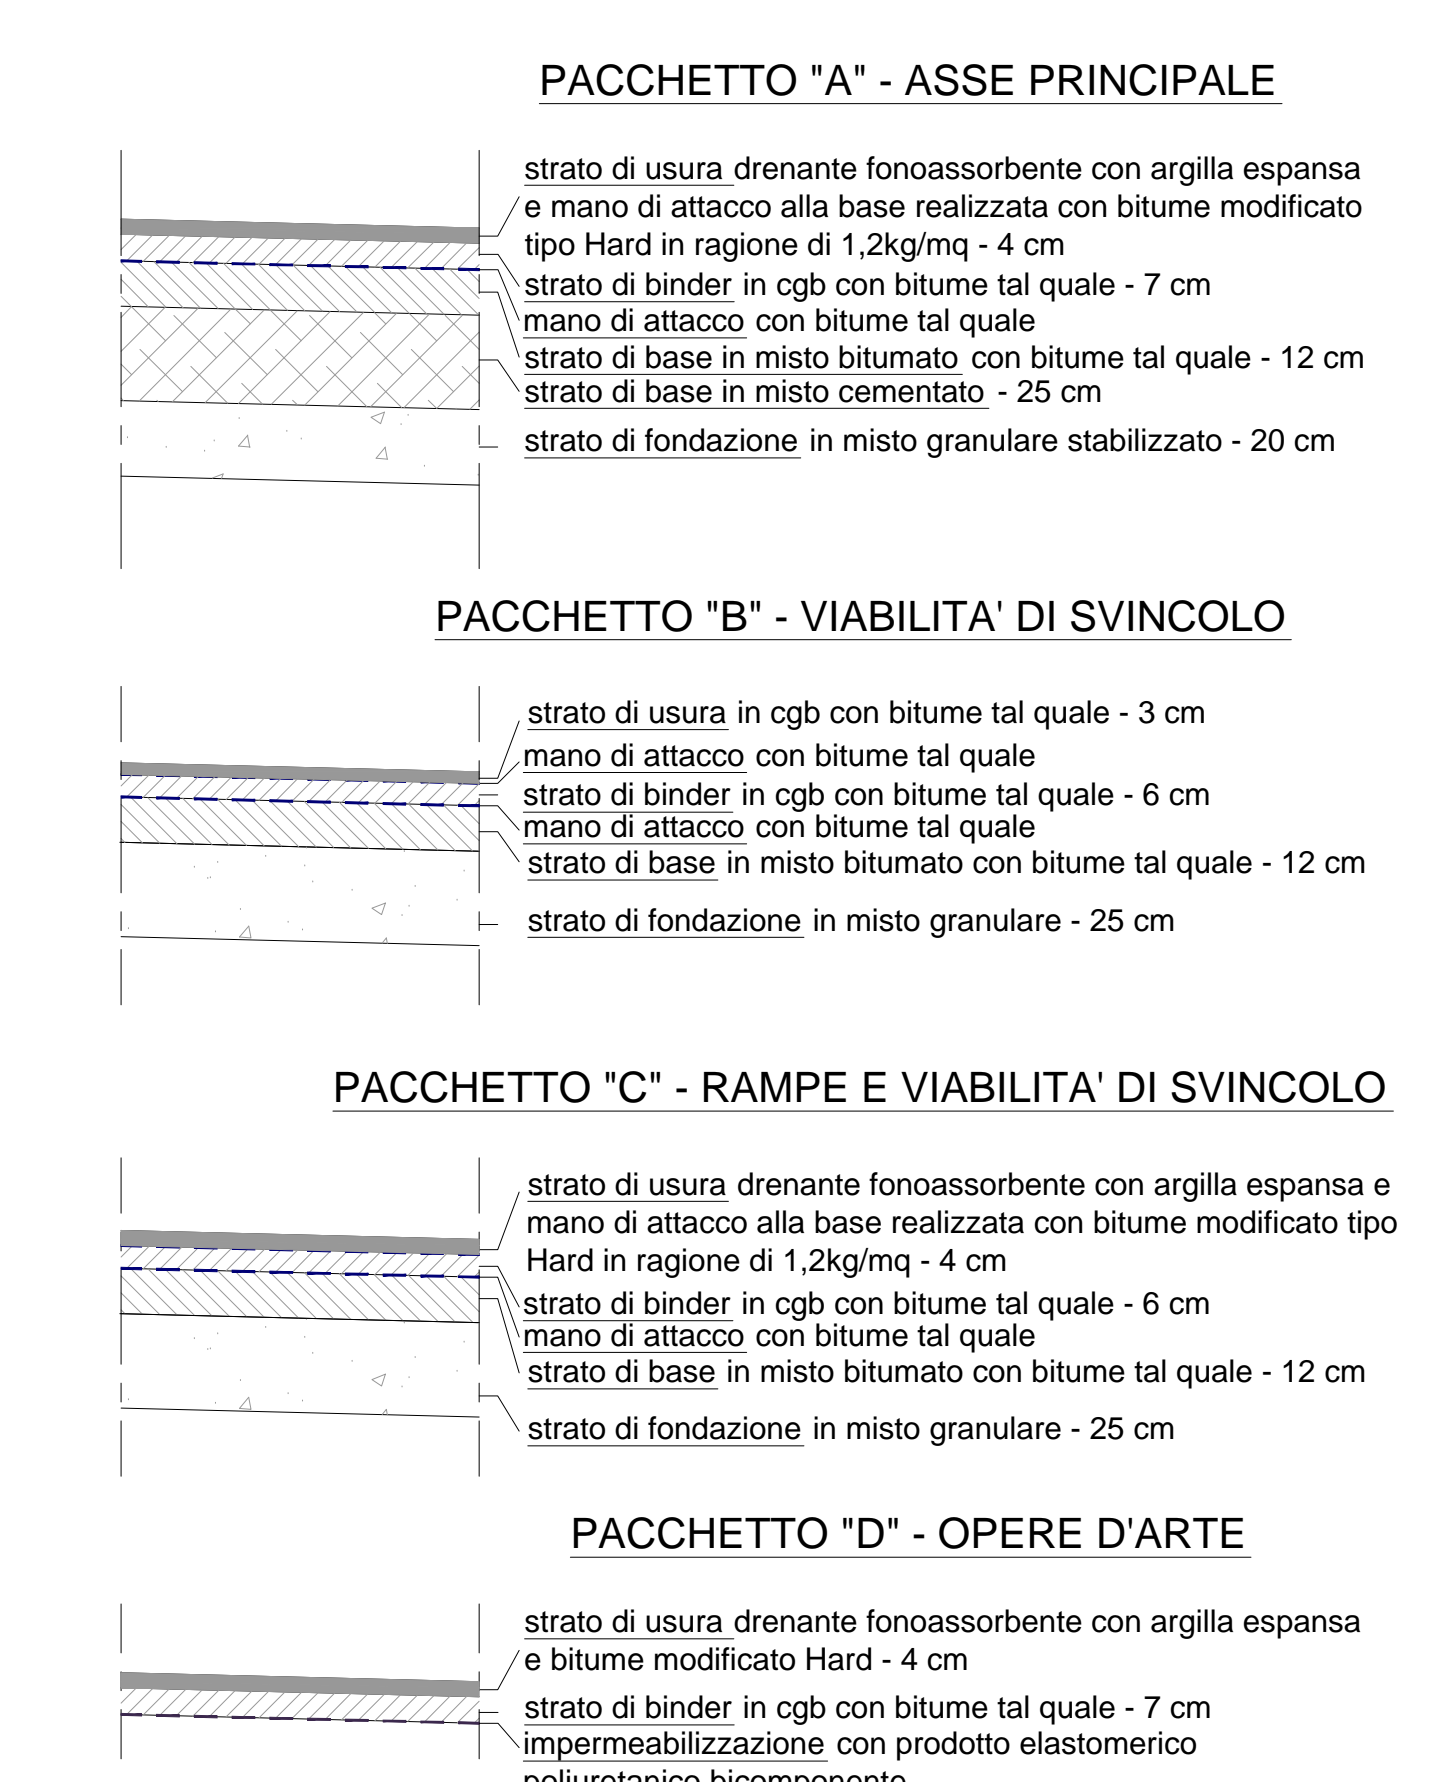 PACCHETTO "A" - ASSE PRINCIPALE
strato di usura drenante fonoassorbente con argilla espansa
e mano di attacco alla base realizzata con bitume modificato
tipo Hard in ragione di 1,2kg/mq - 4 cm
strato di binder in cgb con bitume tal quale - 7 cm
mano di attacco con bitume tal quale
strato di base in misto bitumato con bitume tal quale - 12 cm
strato di base in misto cementato - 25 cm
strato di fondazione in misto granulare stabilizzato - 20 cm
PACCHETTO "B" - VIABILITA' DI SVINCOLO
strato di usura in cgb con bitume tal quale - 3 cm
mano di attacco con bitume tal quale
strato di binder in cgb con bitume tal quale - 6 cm
mano di attacco con bitume tal quale
strato di base in misto bitumato con bitume tal quale - 12 cm
strato di fondazione in misto granulare - 25 cm
PACCHETTO "C" - RAMPE E VIABILITA' DI SVINCOLO
strato di usura drenante fonoassorbente con argilla espansa e
mano di attacco alla base realizzata con bitume modificato tipo
Hard in ragione di 1,2kg/mq - 4 cm
strato di binder in cgb con bitume tal quale - 6 cm
mano di attacco con bitume tal quale
strato di base in misto bitumato con bitume tal quale - 12 cm
strato di fondazione in misto granulare - 25 cm
PACCHETTO "D" - OPERE D'ARTE
strato di usura drenante fonoassorbente con argilla espansa
e bitume modificato Hard - 4 cm
strato di binder in cgb con bitume tal quale - 7 cm
impermeabilizzazione con prodotto elastomerico
poliuretanico bicomponente